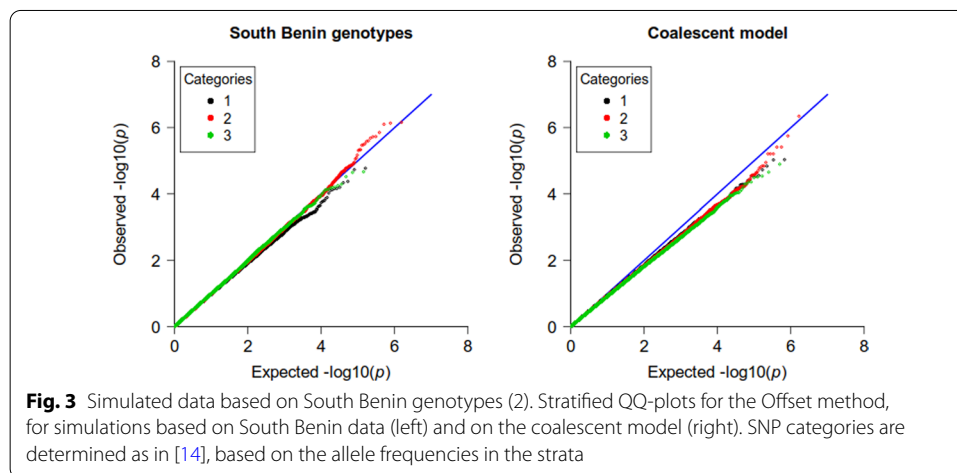 South Benin genotypes
Coalescent model
8
6
4
2
0
Observed -log10(p)
Categories
1
2
3
0 2 4 6 8
Expected -log10(p)
8
6
4
2
0
Observed -log10(p)
Categories
1
2
3
0 2 4 6 8
Expected -log10(p)
Fig. 3 Simulated data based on South Benin genotypes (2). Stratified QQ-plots for the Offset method,
for simulations based on South Benin data (left) and on the coalescent model (right). SNP categories are
determined as in [14], based on the allele frequencies in the strata